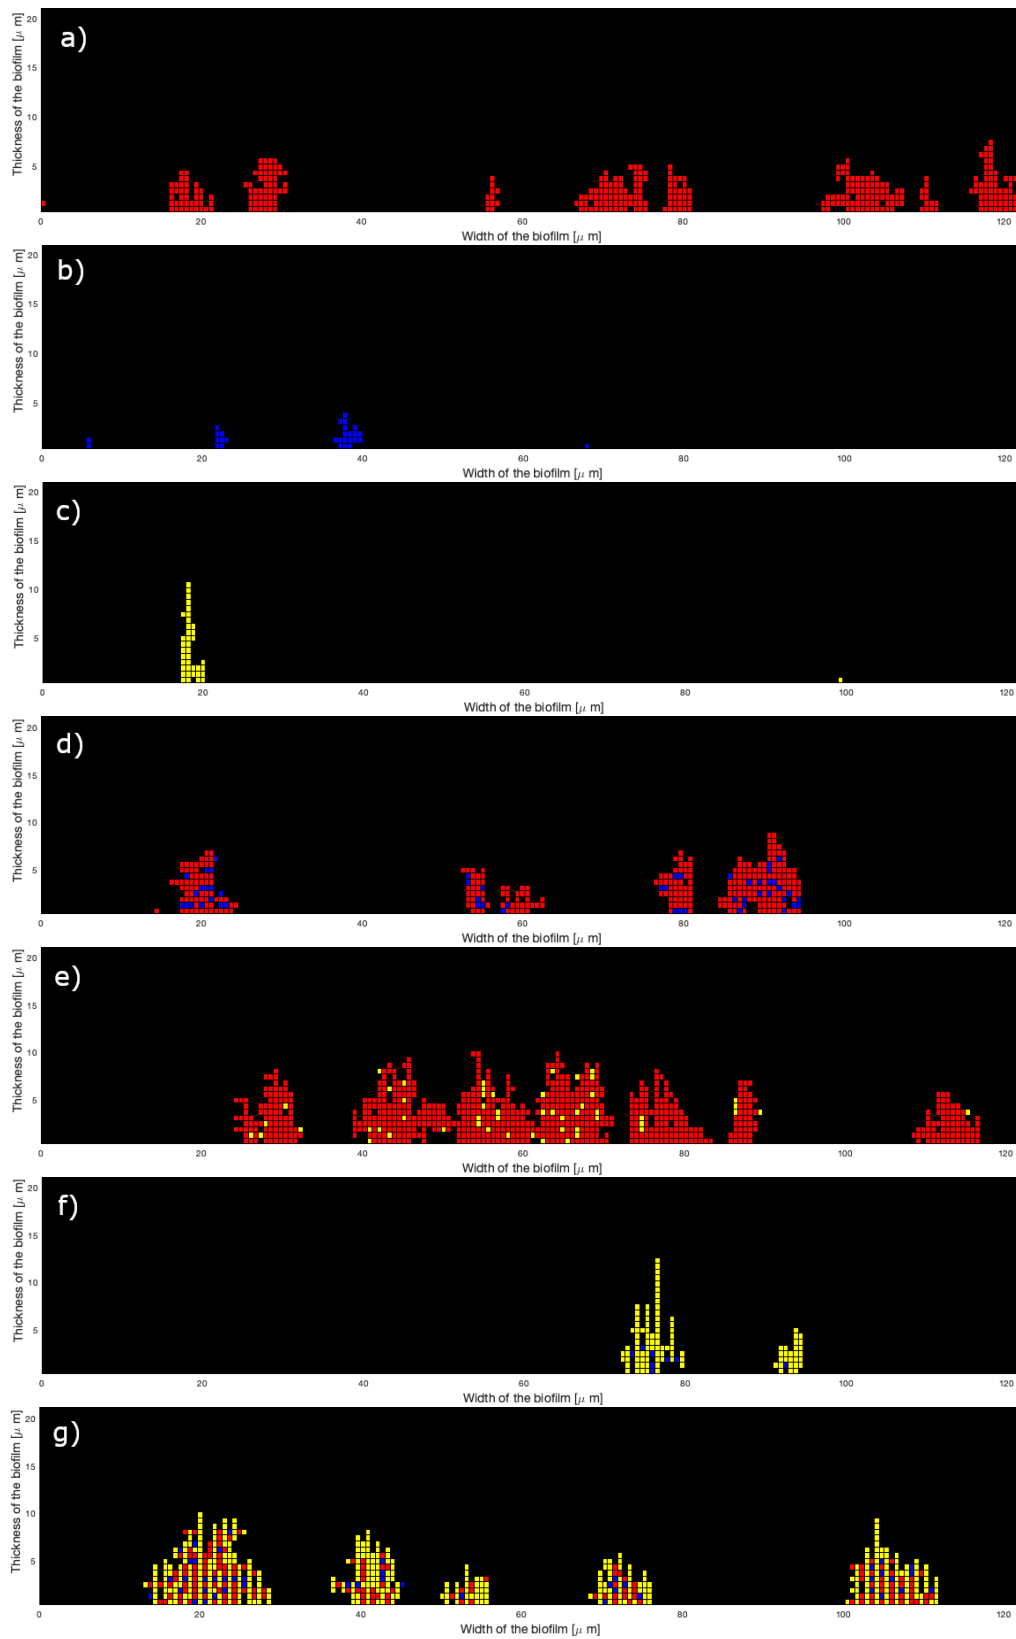 Thickness of the biofilm [μ m]
a)
20
15
10
5
0 20 40 60 80 100 120
Width of the biofilm [μ m]
Thickness of the biofilm [μ m]
b)
20
15
10
5
0 20 40 60 80 100 120
Width of the biofilm [μ m]
Thickness of the biofilm [μ m]
c)
20
15
10
5
0 20 40 60 80 100 120
Width of the biofilm [μ m]
Thickness of the biofilm [μ m]
d)
20
15
10
5
0 20 40 60 80 100 120
Width of the biofilm [μ m]
Thickness of the biofilm [μ m]
e)
20
15
10
5
0 20 40 60 80 100 120
Width of the biofilm [μ m]
Thickness of the biofilm [μ m]
f)
20
15
10
5
0 20 40 60 80 100 120
Width of the biofilm [μ m]
Thickness of the biofilm [μ m]
g)
20
15
10
5
0 20 40 60 80 100 120
Width of the biofilm [μ m]